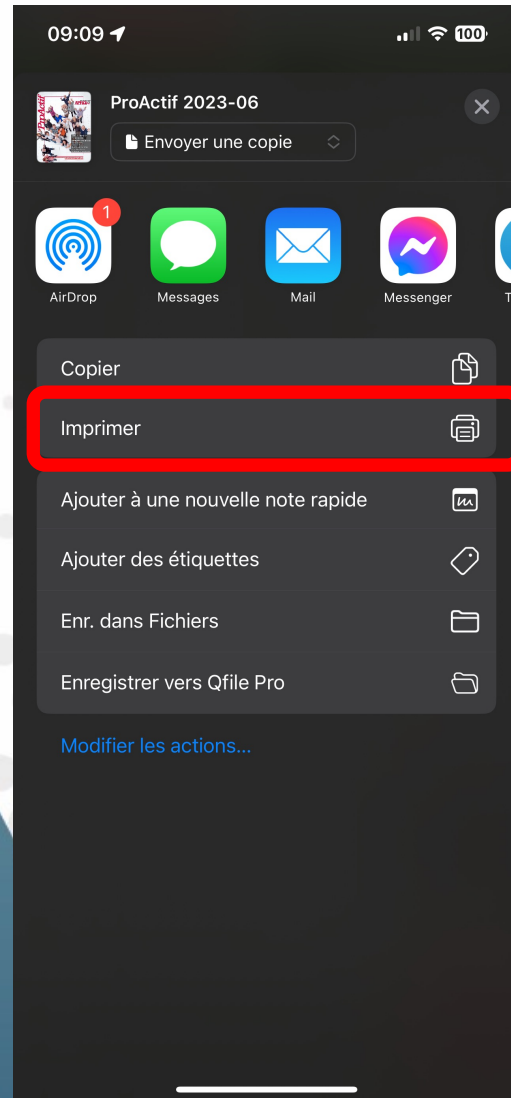 09:09
100
ProActif 2023-06
Envoyer une copie
1
AirDrop
Messages
Mail
Messenger
T
Copier
Imprimer
Ajouter à une nouvelle note rapide
Ajouter des étiquettes
Enr. dans Fichiers
Enregistrer vers Qfile Pro
Modifier les actions...